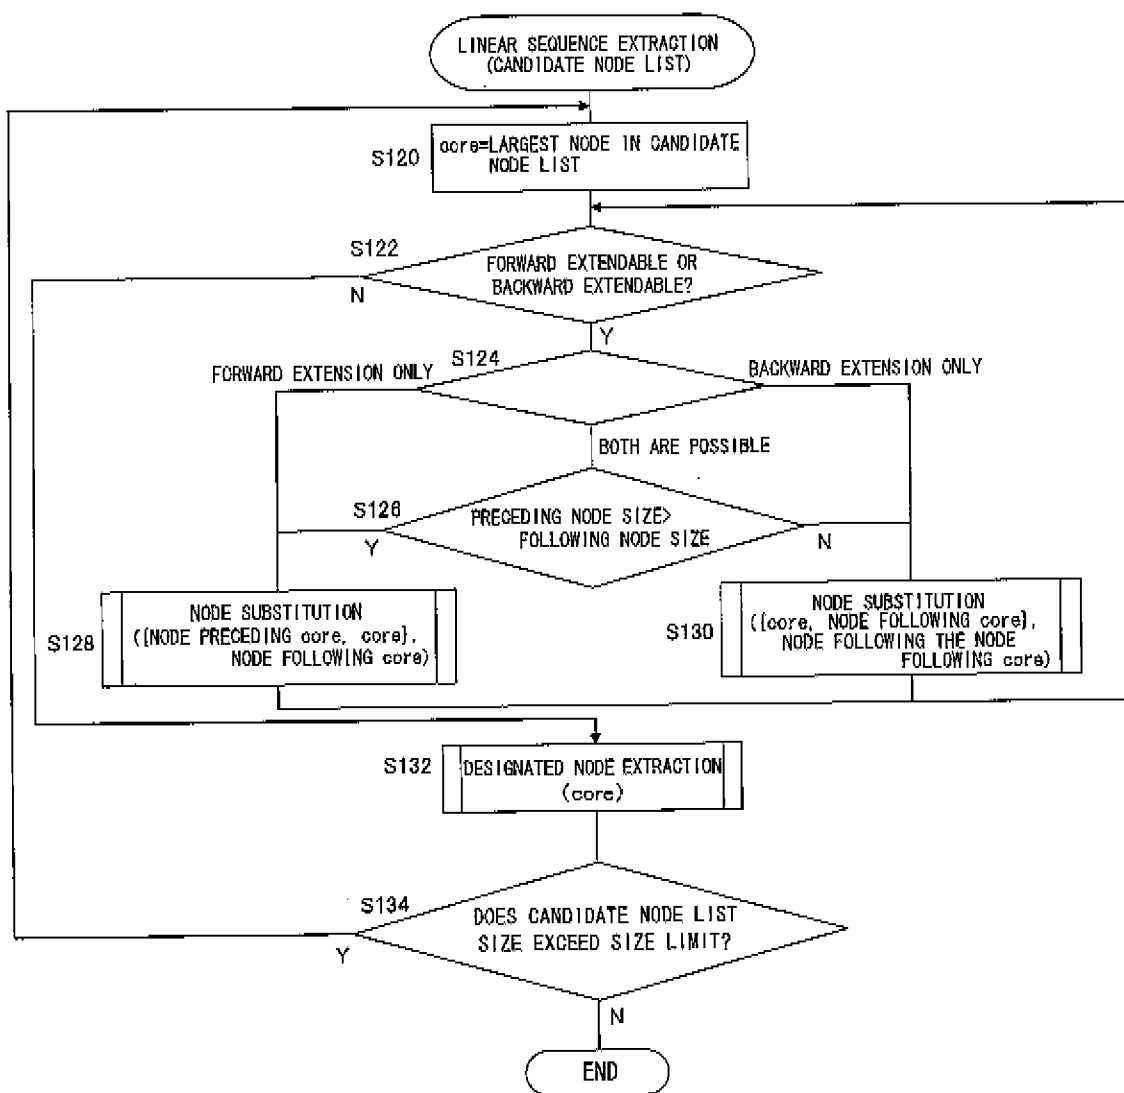 LINEAR SEQUENCE EXTRACTION
(CANDIDATE NODE LIST)
S120
core=LARGEST NODE IN CANDIDATE
NODE LIST
S122
FORWARD EXTENDABLE OR
BACKWARD EXTENDABLE?
N
Y
S124
FORWARD EXTENSION ONLY
BACKWARD EXTENSION ONLY
BOTH ARE POSSIBLE
S126
PRECEDING NODE SIZE>
FOLLOWING NODE SIZE
Y
N
S128
NODE SUBSTITUTION
({NODE PRECEDING core, core},
NODE FOLLOWING core)
S130
NODE SUBSTITUTION
({core, NODE FOLLOWING core},
NODE FOLLOWING THE NODE
FOLLOWING core)
S132
DESIGNATED NODE EXTRACTION
(core)
S134
DOES CANDIDATE NODE LIST
SIZE EXCEED SIZE LIMIT?
Y
N
END